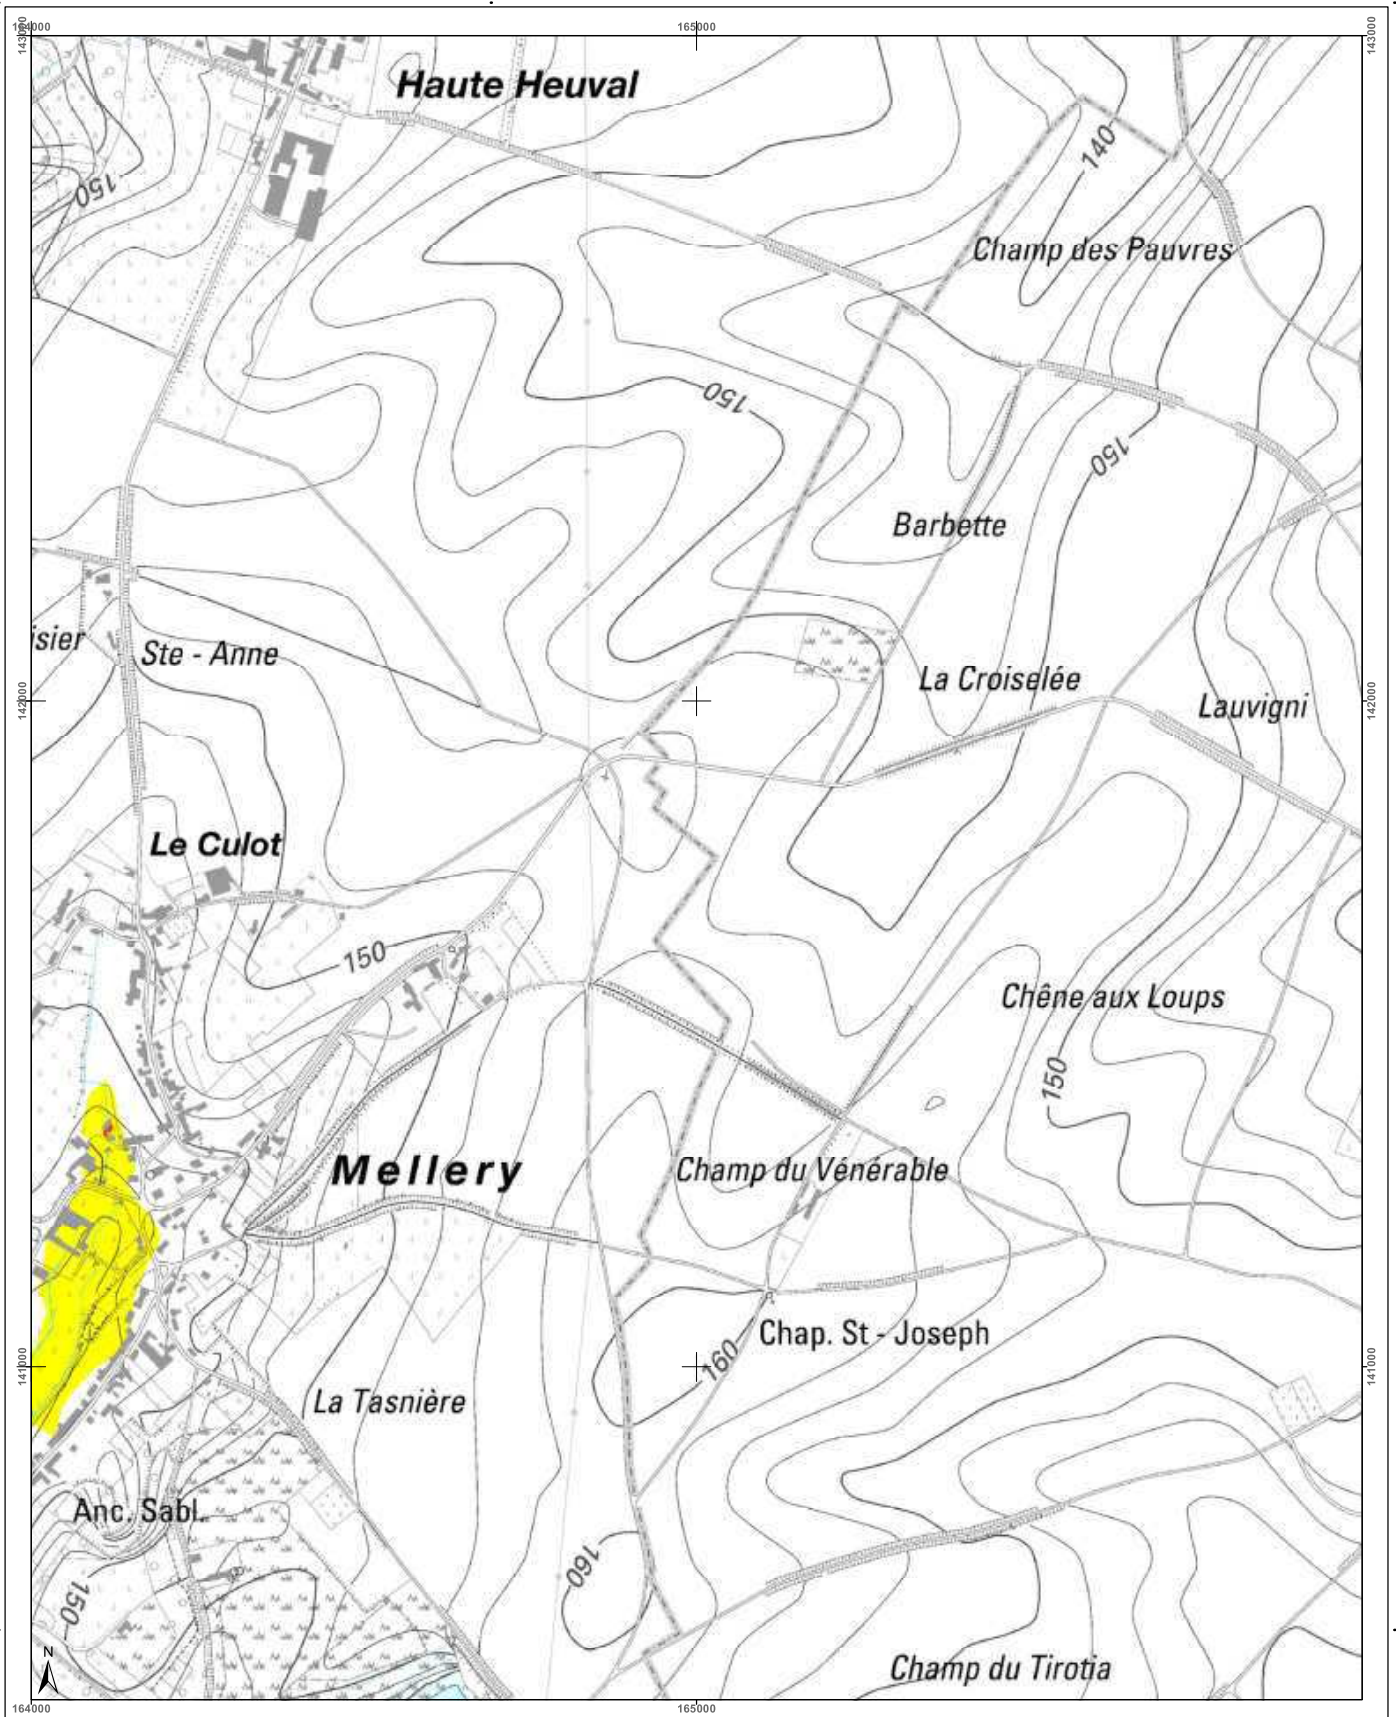 164000
165000
143000
143000
Haute Heuval
140
150
Champ des Pauvres
150
150
Barbette
isier
Ste - Anne
La Croiselée
Lauvigni
142000
142000
Le Culot
150
Chêne aux Loups
150
Mellery
Champ du Vénérable
Chap. St - Joseph
160
141000
141000
La Tasnière
Anc. Sabl.
160
150
Champ du Tirotia
N
164000
165000